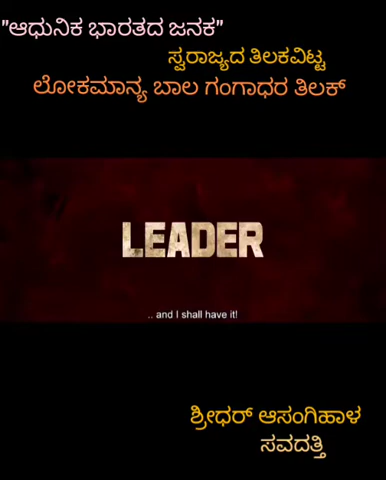 "ಆಧುನಿಕ ಭಾರತದ ಜನಕ"
ಸ್ವರಾಜ್ಯದ ತಿಲಕವಿಟ್ಟ
ಲೋಕಮಾನ್ಯ ಬಾಲ ಗಂಗಾಧರ ತಿಲಕ್
LEADER
.. and I shall have it!
ಶ್ರೀಧರ್ ಆಸಂಗಿಹಾಳ
ಸವದತ್ತಿ